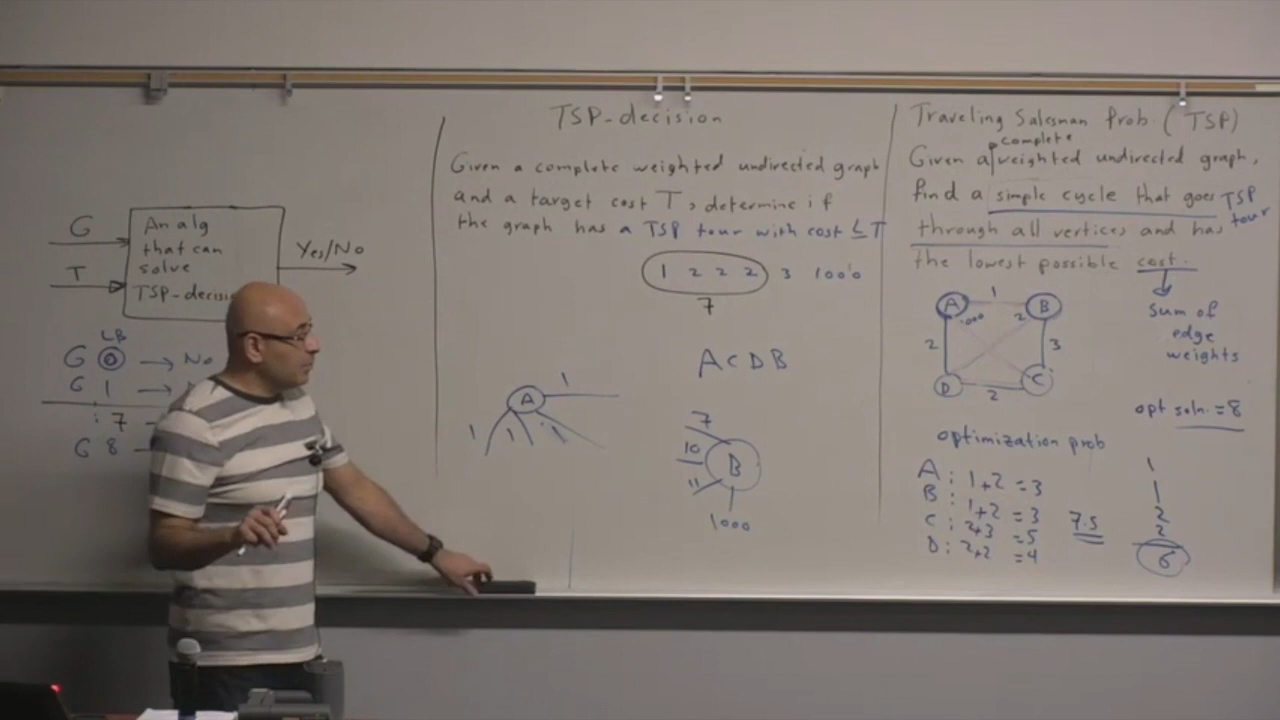 G
T
An alg
that can
solve
TSP-decisio
Yes/No
LB
G 0 → No
G 1 →
: 7 -
G 8 -
TSP-decision
Given a complete weighted undirected graph
and a target cost T, determine if
the graph has a TSP tour with cost ≤ T
1 2 2 2 3 1000
7
A C D B
A
1
1
1
1
7
10
11
B
1000
Traveling Salesman Prob. (TSP)
complete
Given a weighted undirected graph,
find a simple cycle that goes TSP
through all vertices and has tour
the lowest possible cost.
sum of
edge
weights
A 1 B
1000 2
2 3
D 2 C
opt soln. = 8
optimization prob
A : 1+2 = 3
B : 1+2 = 3
C : 2+3 = 5
D : 2+2 = 4
7.5
1
1
2
2
6